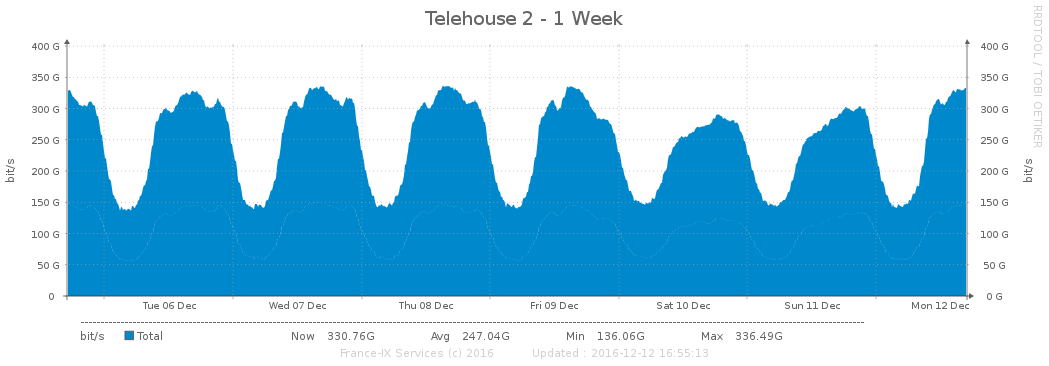 Telehouse 2 - 1 Week
RRDTOOL / TOBI OETIKER
400 G 400 G
350 G 350 G
300 G 300 G
250 G 250 G
200 G 200 G
150 G 150 G
100 G 100 G
50 G 50 G
0 0 G
bit/s bit/s
Tue 06 Dec Wed 07 Dec Thu 08 Dec Fri 09 Dec Sat 10 Dec Sun 11 Dec Mon 12 Dec
bit/s Total Now 330.76G Avg 247.04G Min 136.06G Max 336.49G
France-IX Services (c) 2016 Updated : 2016-12-12 16:55:13